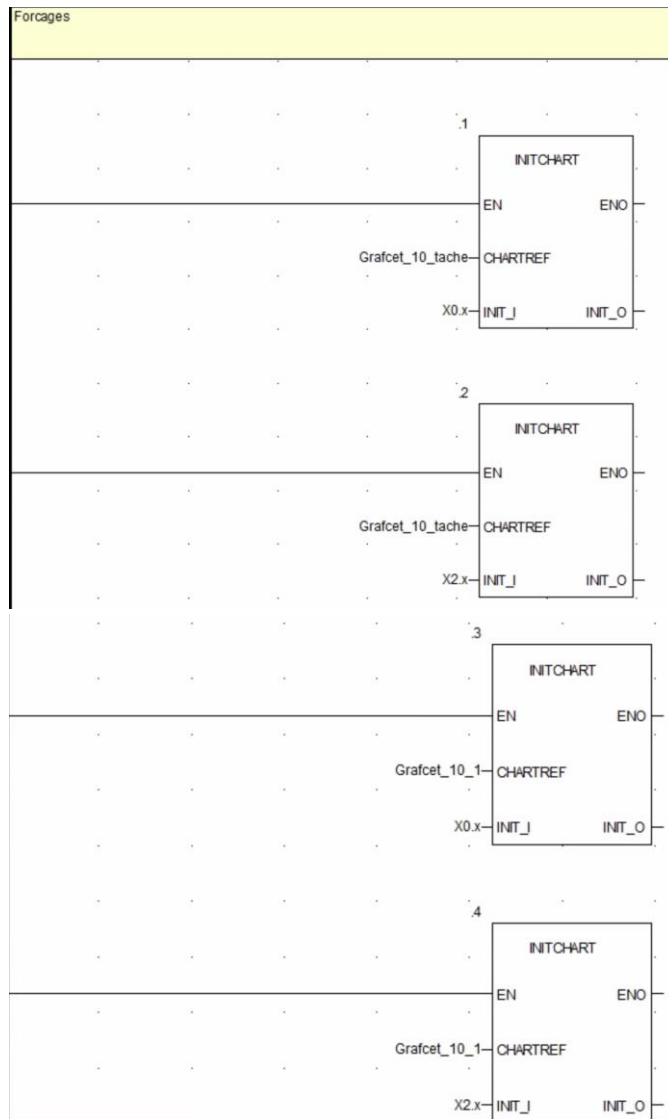 Forcages
.1
INITCHART
EN ENO
Grafcet_10_tache CHARTREF
X0.x INIT_I INIT_O
.2
INITCHART
EN ENO
Grafcet_10_tache CHARTREF
X2.x INIT_I INIT_O
.3
INITCHART
EN ENO
Grafcet_10_1 CHARTREF
X0.x INIT_I INIT_O
.4
INITCHART
EN ENO
Grafcet_10_1 CHARTREF
X2.x INIT_I INIT_O